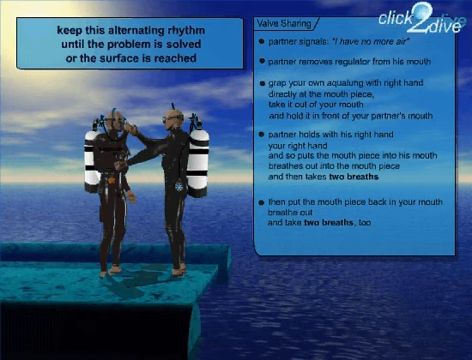 keep this alternating rhythm
until the problem is solved
or the surface is reached
Valve Sharing
click2dive
partner signals: "I have no more air"
partner removes regulator from his mouth
grap your own aqualung with right hand
directly at the mouth piece,
take it out of your mouth
and hold it in front of your partner's mouth
partner holds with his right hand
your right hand
and so puts the mouth piece into his mouth
breathes out into the mouth piece
and then takes two breaths
then put the mouth piece back in your mouth
breathe out
and take two breaths, too